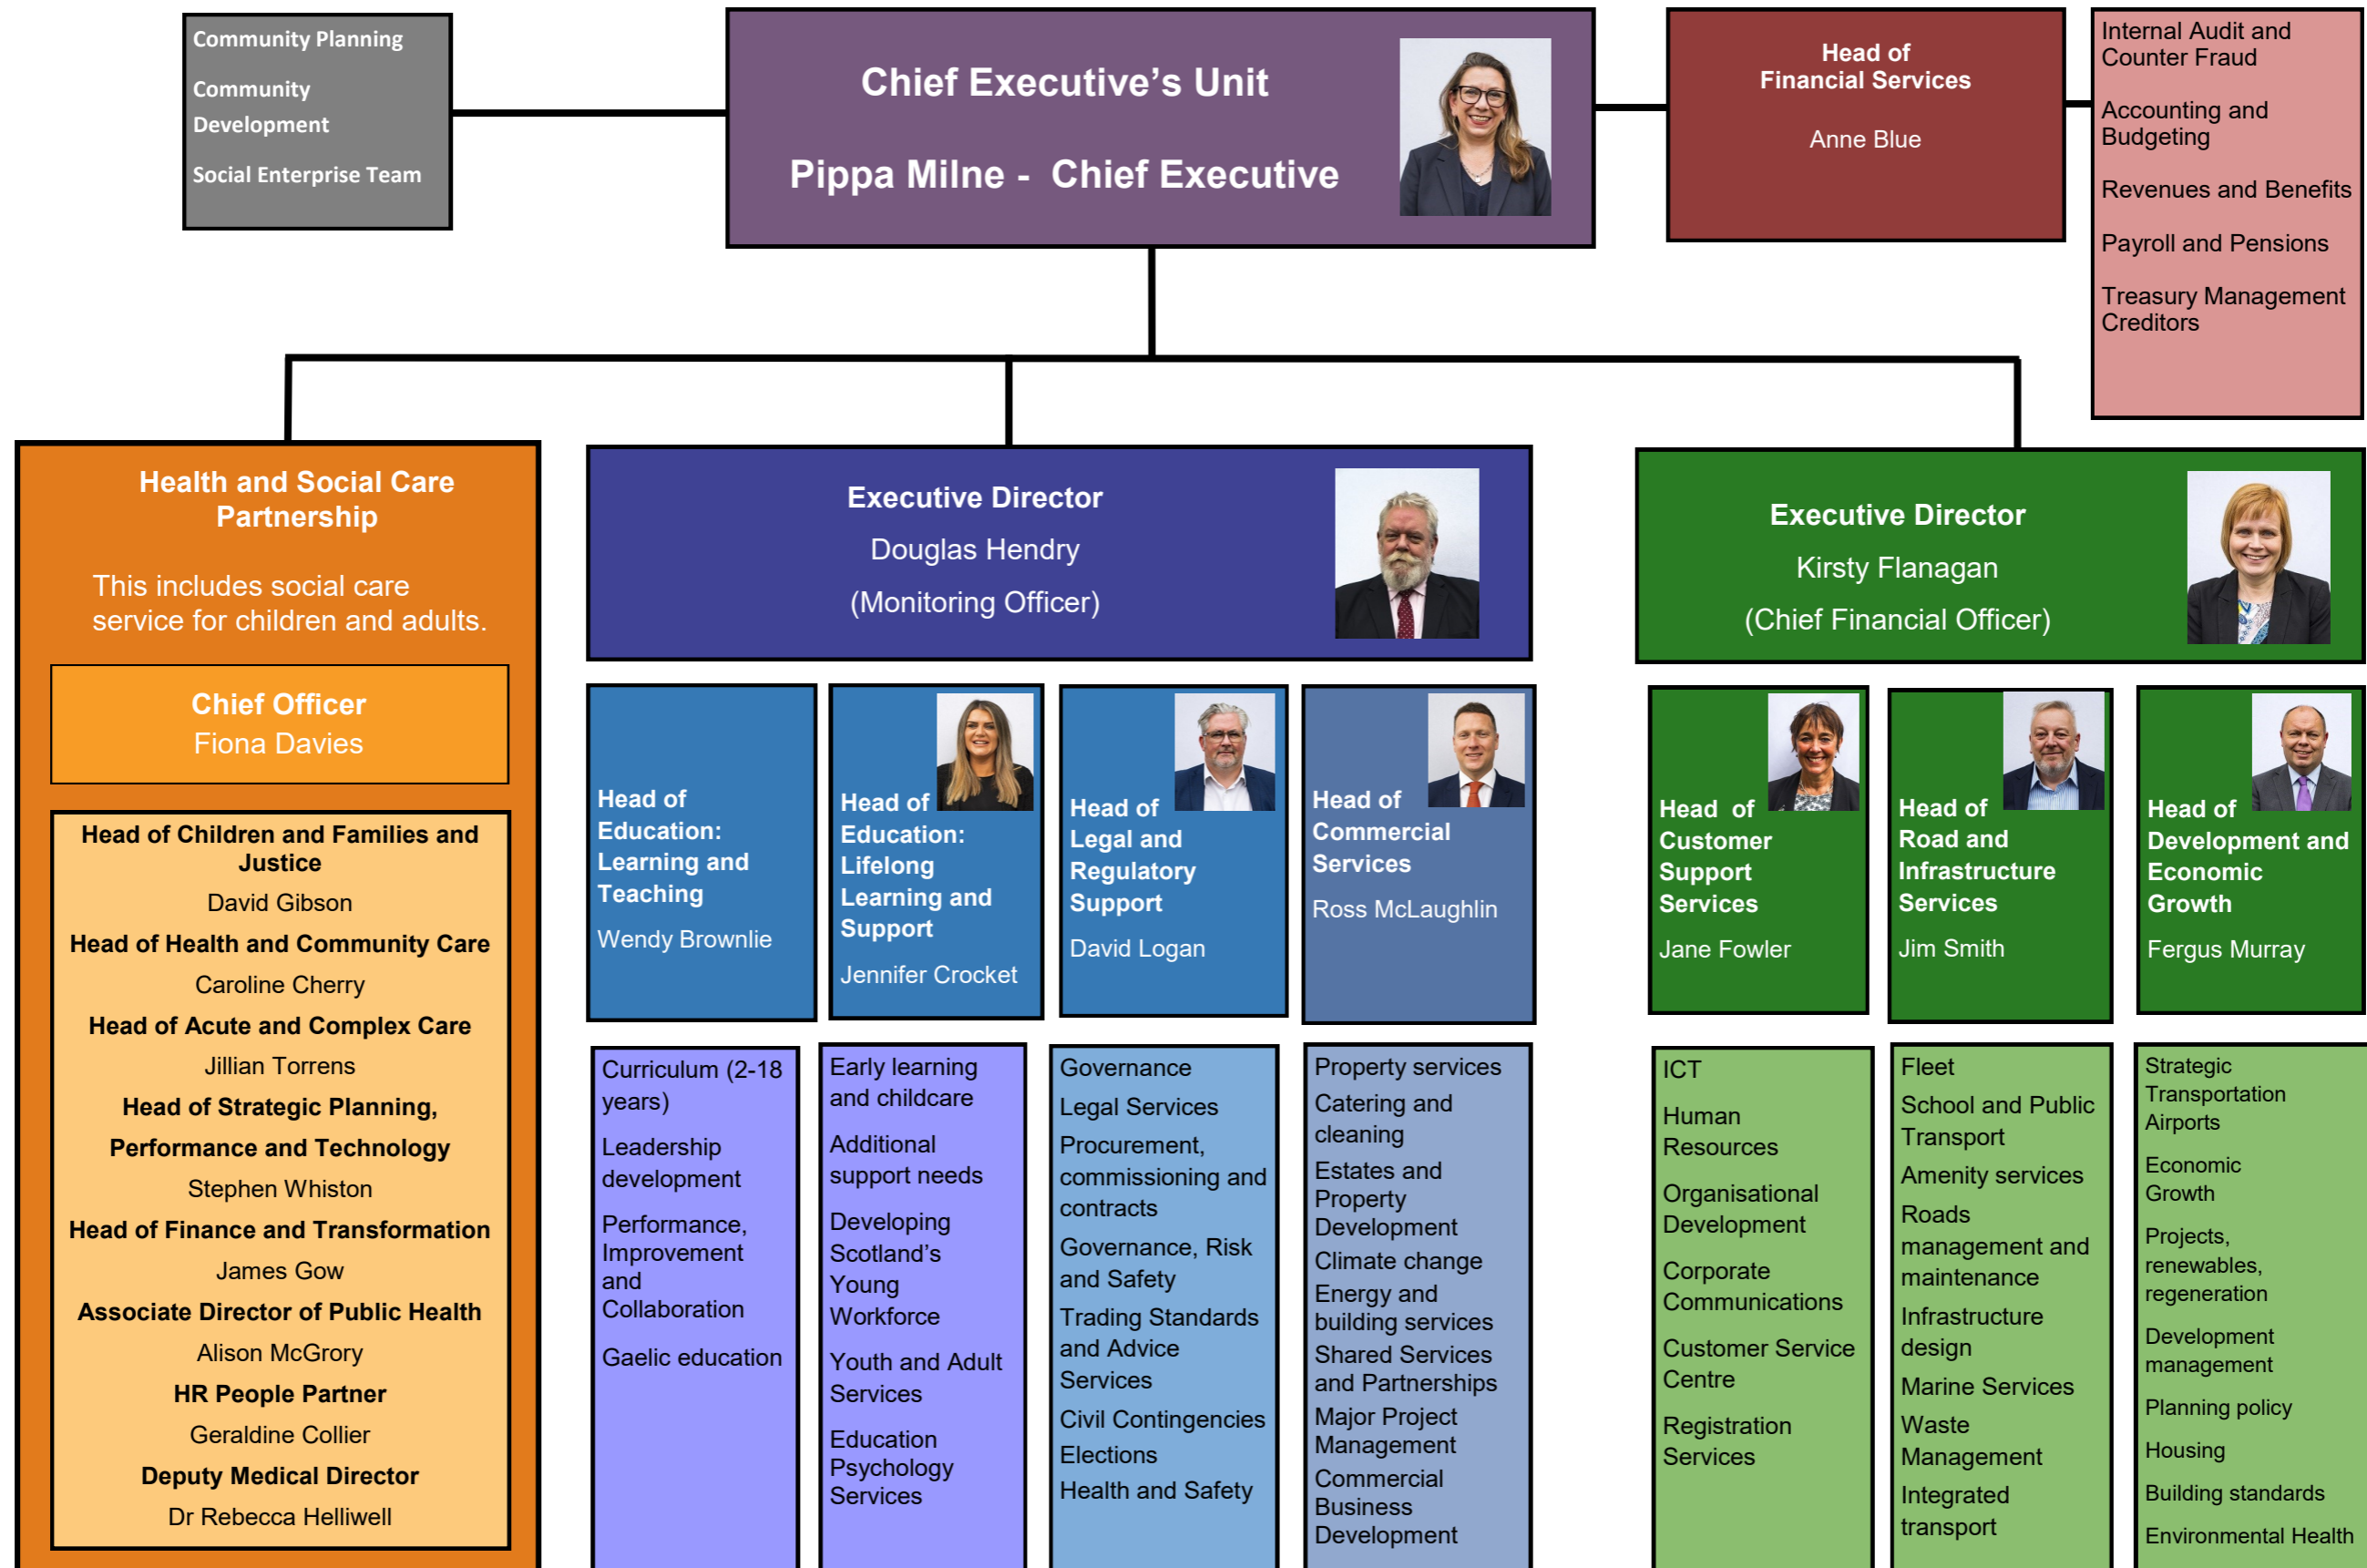 Community Planning
Community
Development
Social Enterprise Team
Chief Executive’s Unit
Pippa Milne - Chief Executive
Head of
Financial Services
Anne Blue
Internal Audit and
Counter Fraud
Accounting and
Budgeting
Revenues and Benefits
Payroll and Pensions
Treasury Management
Creditors
Health and Social Care
Partnership
This includes social care
service for children and adults.
Chief Officer
Fiona Davies
Head of Children and Families and
Justice
David Gibson
Head of Health and Community Care
Caroline Cherry
Head of Acute and Complex Care
Jillian Torrens
Head of Strategic Planning,
Performance and Technology
Stephen Whiston
Head of Finance and Transformation
James Gow
Associate Director of Public Health
Alison McGrory
HR People Partner
Geraldine Collier
Deputy Medical Director
Dr Rebecca Helliwell
Executive Director
Douglas Hendry
(Monitoring Officer)
Head of
Education:
Learning and
Teaching
Wendy Brownlie
Curriculum (2-18
years)
Leadership
development
Performance,
Improvement
and
Collaboration
Gaelic education
Head of
Education:
Lifelong
Learning and
Support
Jennifer Crocket
Early learning
and childcare
Additional
support needs
Developing
Scotland’s
Young
Workforce
Youth and Adult
Services
Education
Psychology
Services
Head of
Legal and
Regulatory
Support
David Logan
Governance
Legal Services
Procurement,
commissioning and
contracts
Governance, Risk
and Safety
Trading Standards
and Advice
Services
Civil Contingencies
Elections
Health and Safety
Head of
Commercial
Services
Ross McLaughlin
Property services
Catering and
cleaning
Estates and
Property
Development
Climate change
Energy and
building services
Shared Services
and Partnerships
Major Project
Management
Commercial
Business
Development
Executive Director
Kirsty Flanagan
(Chief Financial Officer)
Head of
Customer
Support
Services
Jane Fowler
ICT
Human
Resources
Organisational
Development
Corporate
Communications
Customer Service
Centre
Registration
Services
Head of
Road and
Infrastructure
Services
Jim Smith
Fleet
School and Public
Transport
Amenity services
Roads
management and
maintenance
Infrastructure
design
Marine Services
Waste
Management
Integrated
transport
Head of
Development and
Economic
Growth
Fergus Murray
Strategic
Transportation
Airports
Economic
Growth
Projects,
renewables,
regeneration
Development
management
Planning policy
Housing
Building standards
Environmental Health